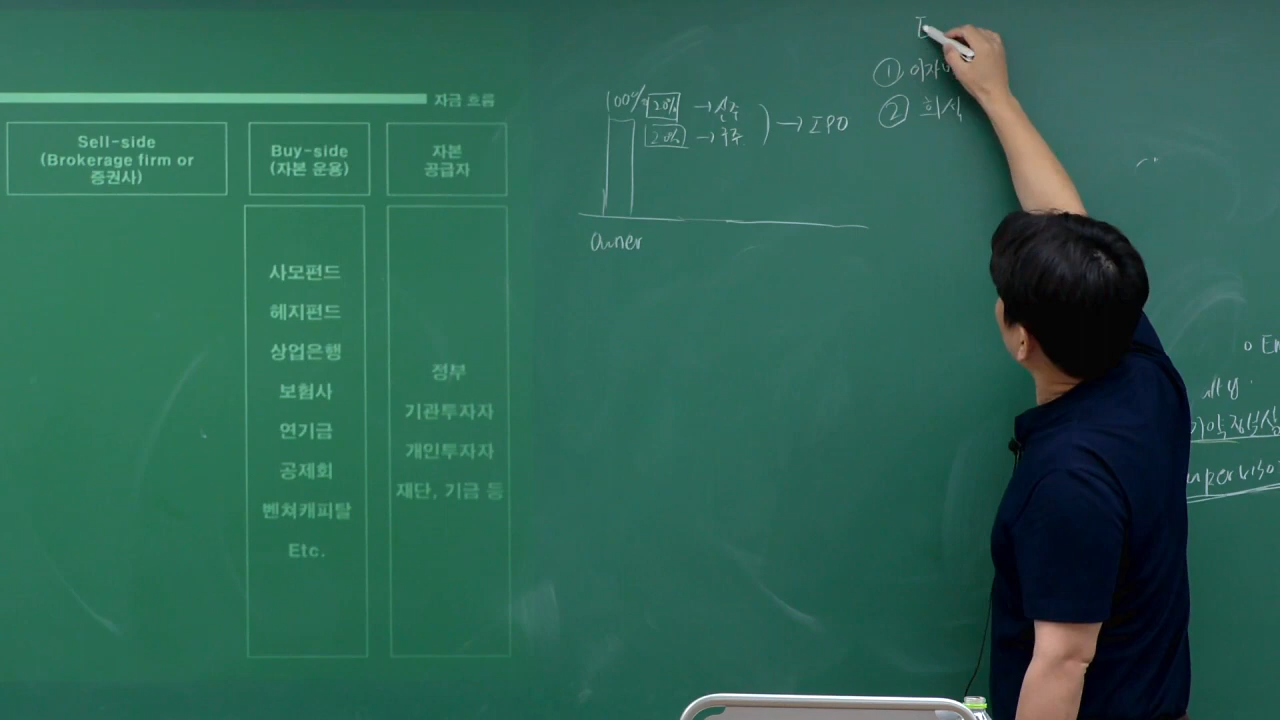 자금 흐름
Sell-side
(Brokerage firm or
증권사)
Buy-side
(자본 운용)
자본
공급자
사모펀드
헤지펀드
상업은행
보험사
연기금
공제회
벤쳐캐피탈
Etc.
정부
기관투자자
개인투자자
재단, 기금 등
100%
20% → 신주
20% → 구주
→ IPO
owner
E
① 이자
② 희석